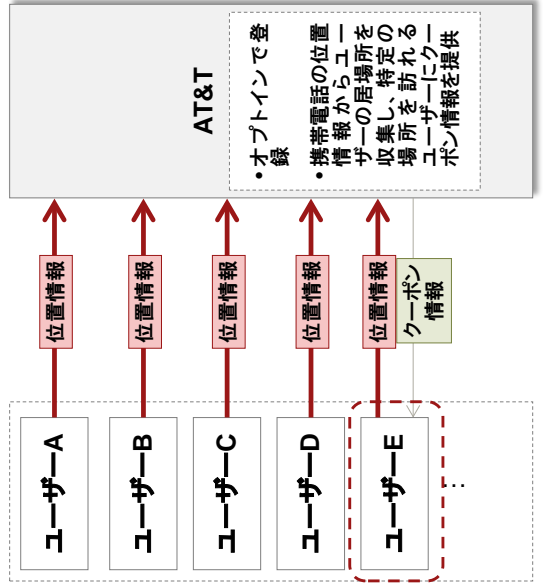 AT&T
• オプトインで登
録
• 携帯電話の位置
情報からユー
ザーの居場所を
収集し、特定の
場所を訪れる
ユーザーにクー
ポン情報を提供
位置情報
位置情報
位置情報
位置情報
位置情報
クーポン
情報
ユーザーA
ユーザーB
ユーザーC
ユーザーD
ユーザーE
…